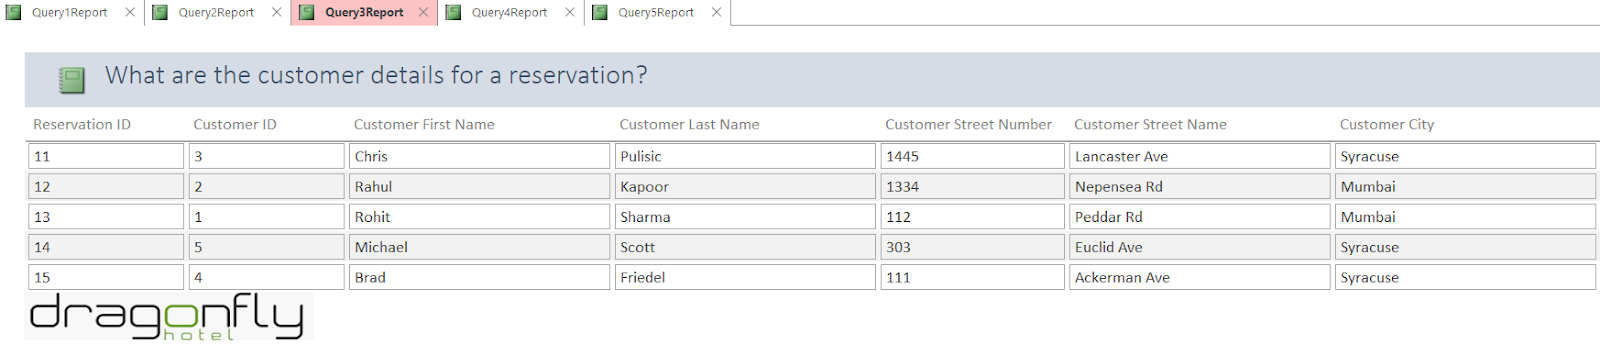 Query1Report Query2Report Query3Report Query4Report Query5Report
What are the customer details for a reservation?
Reservation ID Customer ID Customer First Name Customer Last Name Customer Street Number Customer Street Name Customer City
11 3 Chris Pulisic 1445 Lancaster Ave Syracuse
12 2 Rahul Kapoor 1334 Nepensea Rd Mumbai
13 1 Rohit Sharma 112 Peddar Rd Mumbai
14 5 Michael Scott 303 Euclid Ave Syracuse
15 4 Brad Friedel 111 Ackerman Ave Syracuse
dragonfly
hotel